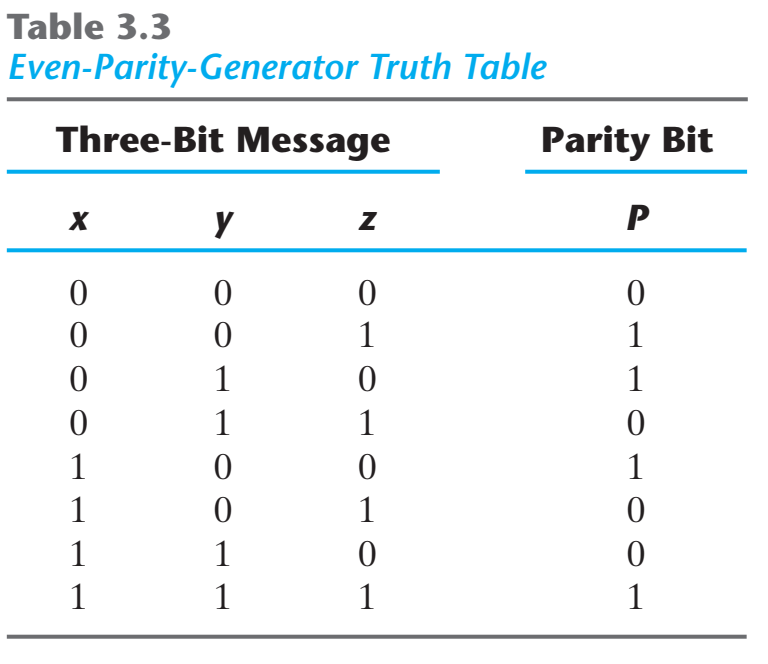 Table 3.3
Even-Parity-Generator Truth Table
Three-Bit Message Parity Bit
x y z P
0 0 0 0
0 0 1 1
0 1 0 1
0 1 1 0
1 0 0 1
1 0 1 0
1 1 0 0
1 1 1 1